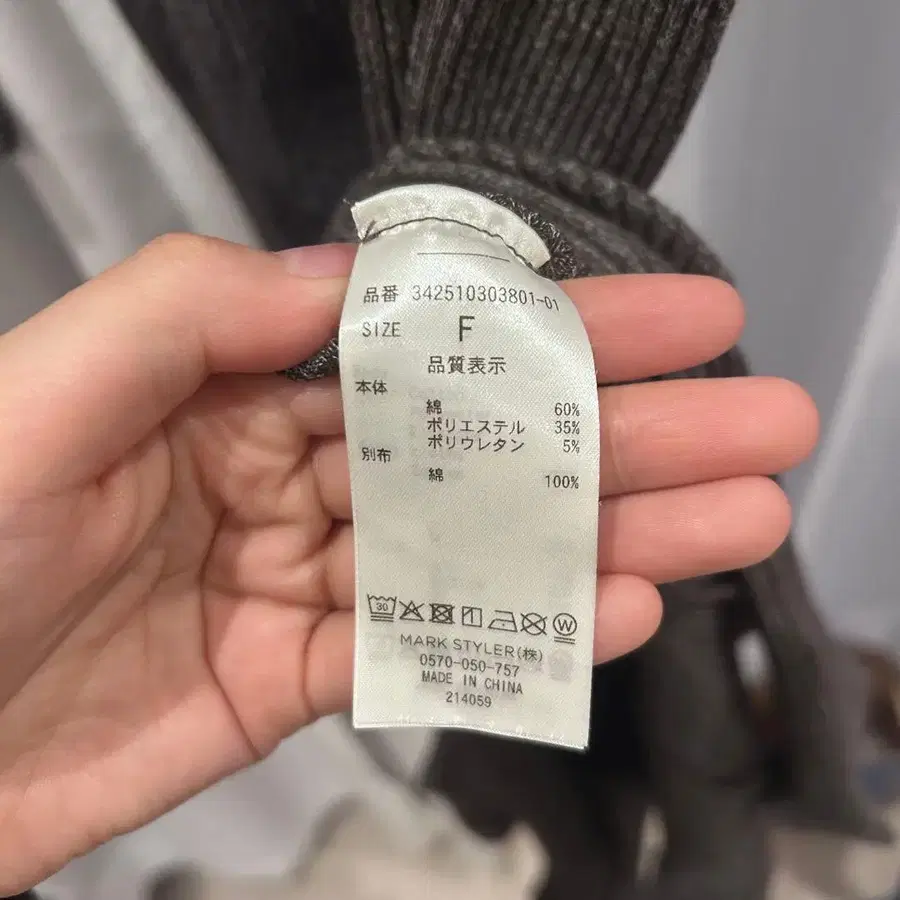 品番 342510303801-01
SIZE F
品質表示
本体
綿 60%
ポリエステル 35%
ポリウレタン 5%
別布
綿 100%
30
W
MARK STYLER(株)
0570-050-757
MADE IN CHINA
214059